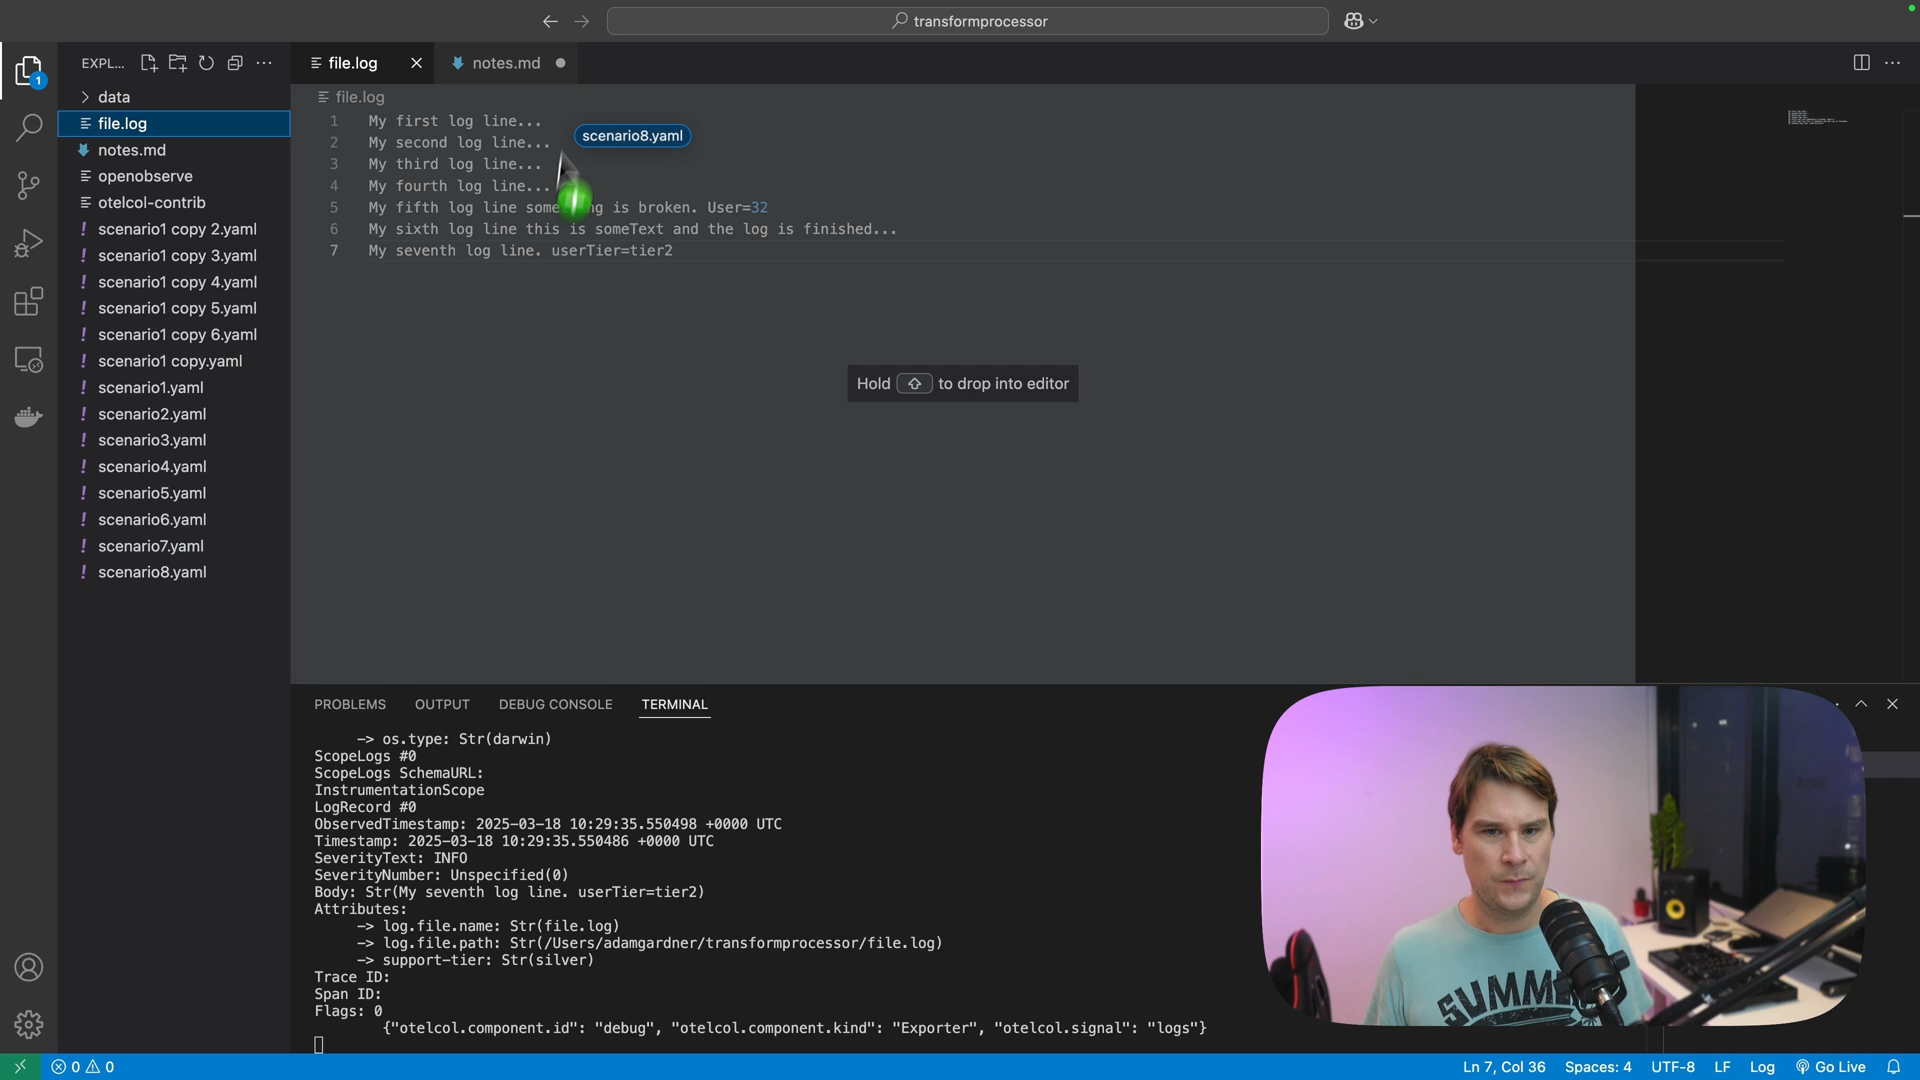 transformprocessor
EXPL...
file.log
notes.md
1
data
file.log
notes.md
openobserve
otelcol-contrib
scenario1 copy 2.yaml
scenario1 copy 3.yaml
scenario1 copy 4.yaml
scenario1 copy 5.yaml
scenario1 copy 6.yaml
scenario1 copy.yaml
scenario1.yaml
scenario2.yaml
scenario3.yaml
scenario4.yaml
scenario5.yaml
scenario6.yaml
scenario7.yaml
scenario8.yaml
file.log
1 My first log line...
2 My second log line...
3 My third log line...
4 My fourth log line...
5 My fifth log line some ng is broken. User=32
6 My sixth log line this is someText and the log is finished...
7 My seventh log line. userTier=tier2
scenario8.yaml
Hold to drop into editor
PROBLEMS OUTPUT DEBUG CONSOLE TERMINAL
-> os.type: Str(darwin)
ScopeLogs #0
ScopeLogs SchemaURL:
InstrumentationScope
LogRecord #0
ObservedTimestamp: 2025-03-18 10:29:35.550498 +0000 UTC
Timestamp: 2025-03-18 10:29:35.550486 +0000 UTC
SeverityText: INFO
SeverityNumber: Unspecified(0)
Body: Str(My seventh log line. userTier=tier2)
Attributes:
-> log.file.name: Str(file.log)
-> log.file.path: Str(/Users/adamgardner/transformprocessor/file.log)
-> support-tier: Str(silver)
Trace ID:
Span ID:
Flags: 0
{"otelcol.component.id": "debug", "otelcol.component.kind": "Exporter", "otelcol.signal": "logs"}
0 0
Ln 7, Col 36 Spaces: 4 UTF-8 LF Log Go Live